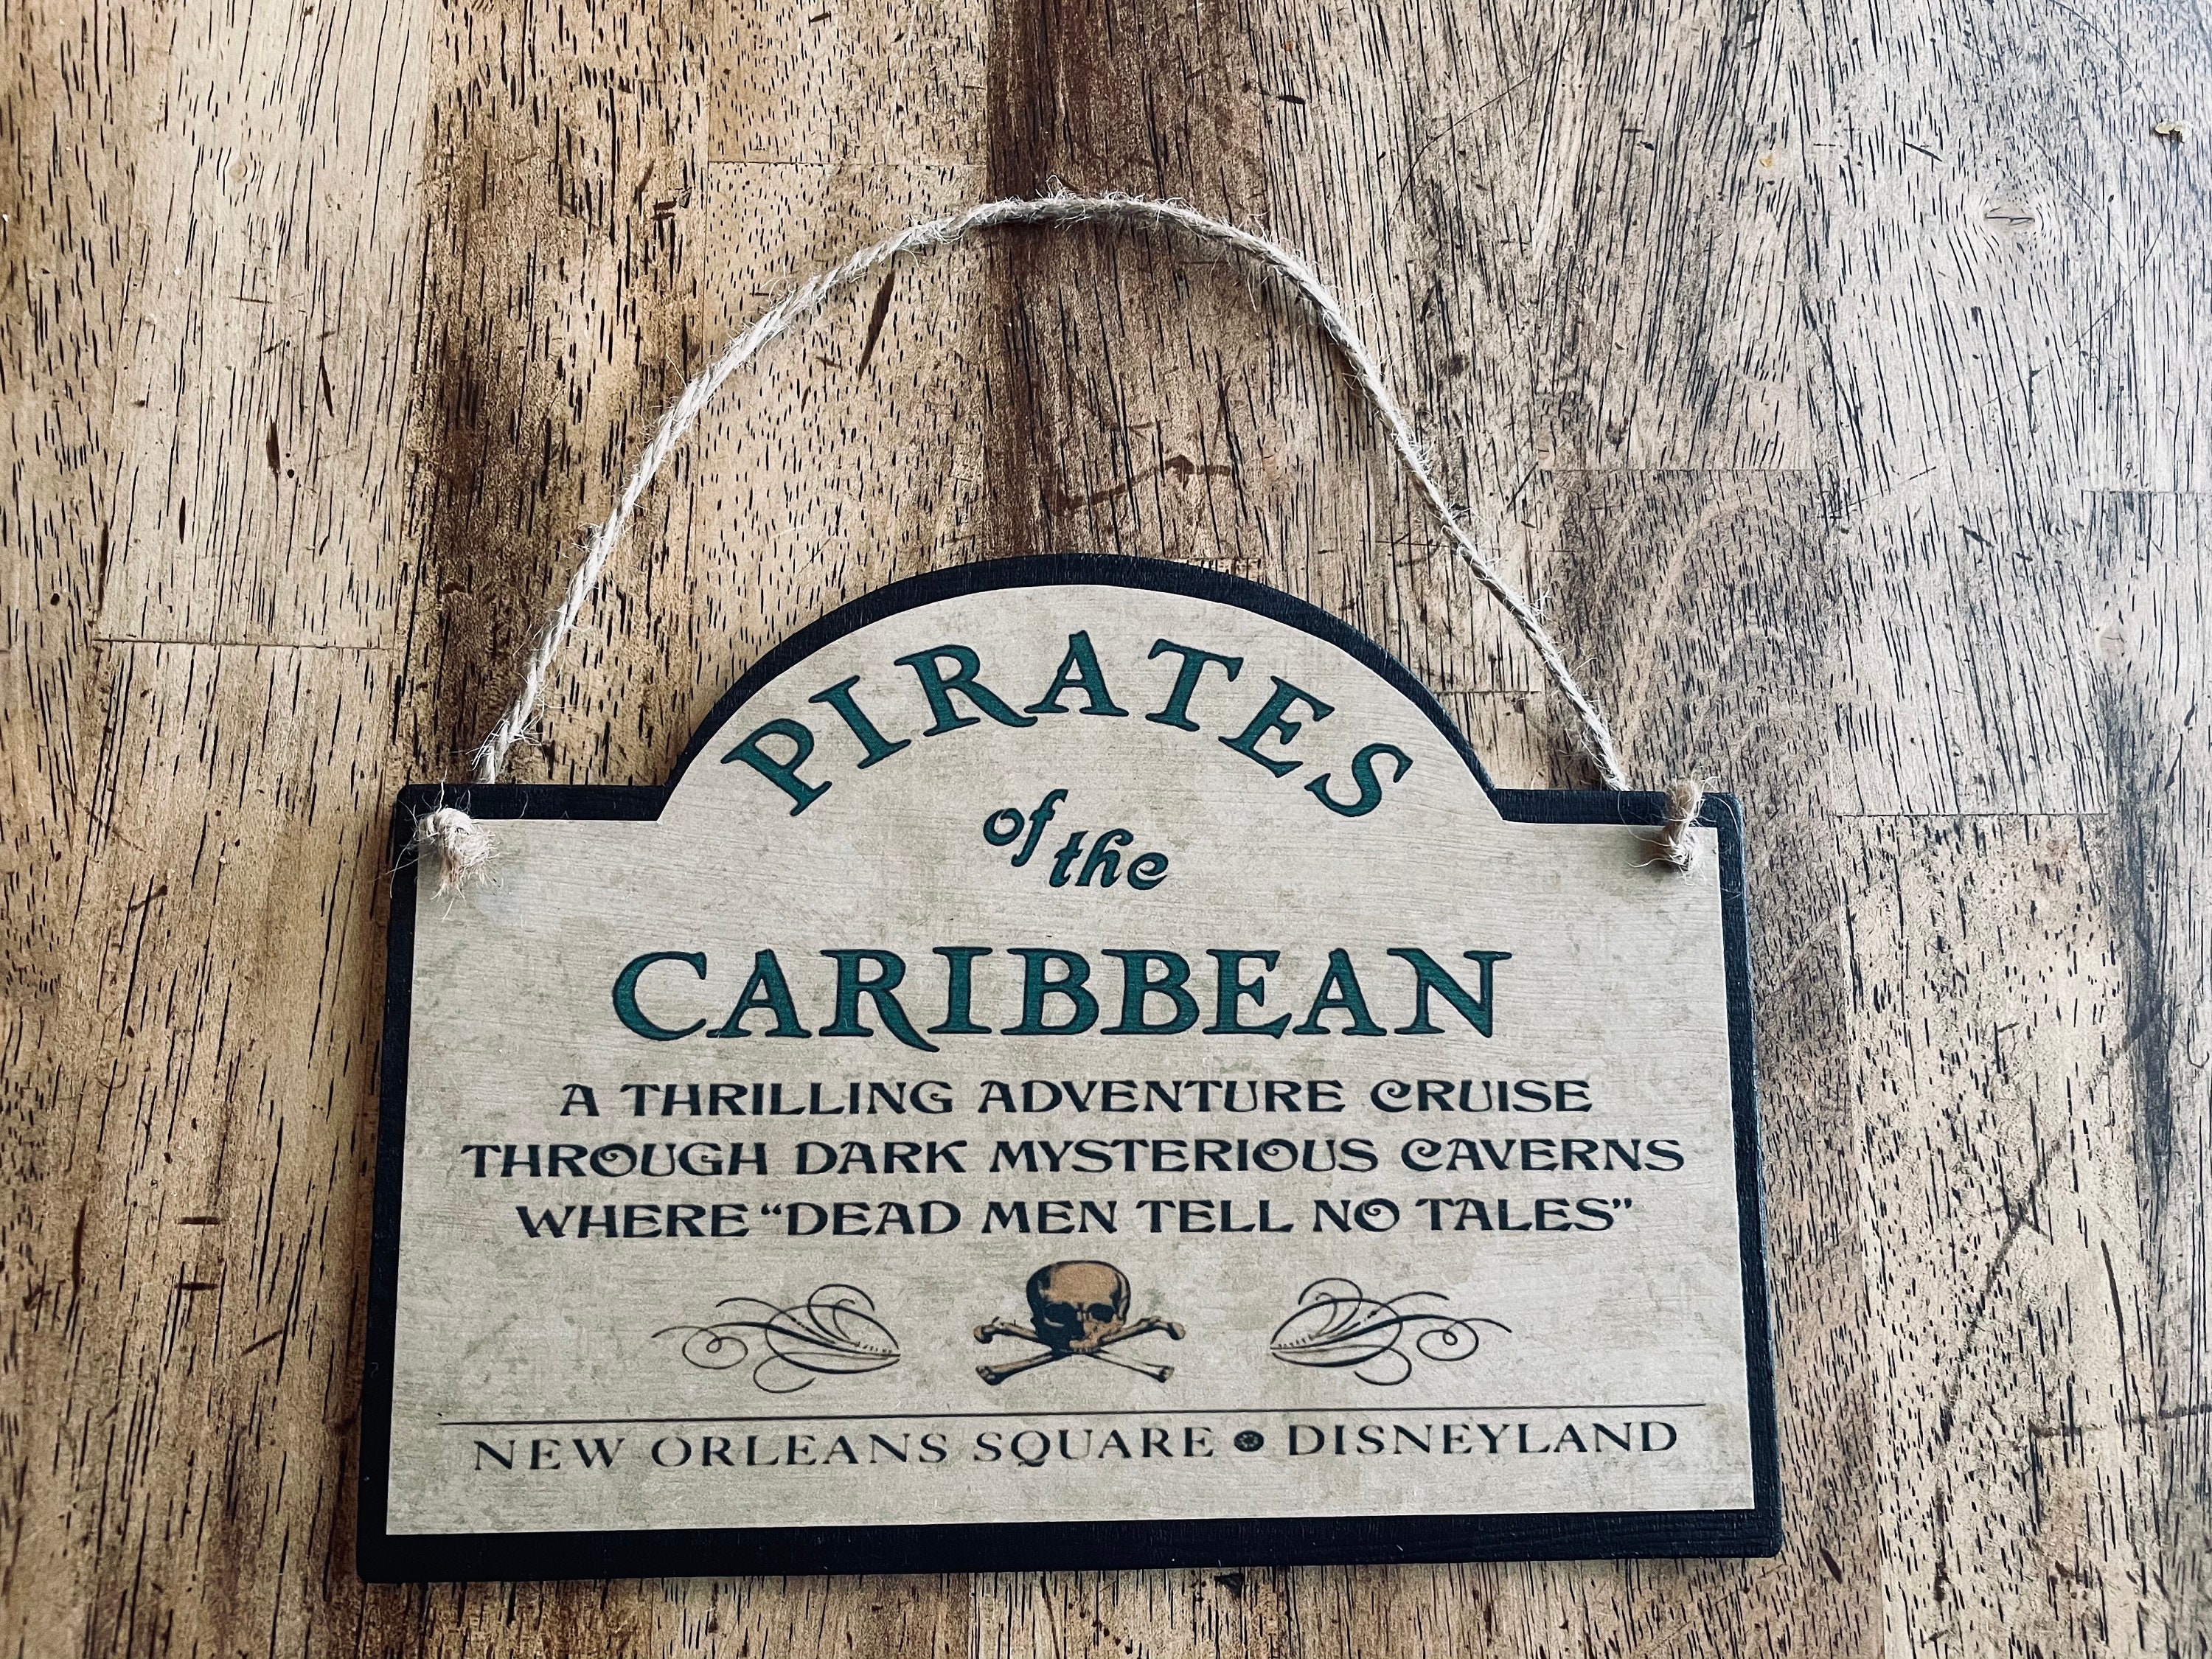 PIRATES
of the
CARIBBEAN
A THRILLING ADVENTURE CRUISE
THROUGH DARK MYSTERIOUS CAVERNS
WHERE “DEAD MEN TELL NO TALES”
NEW ORLEANS SQUARE • DISNEYLAND